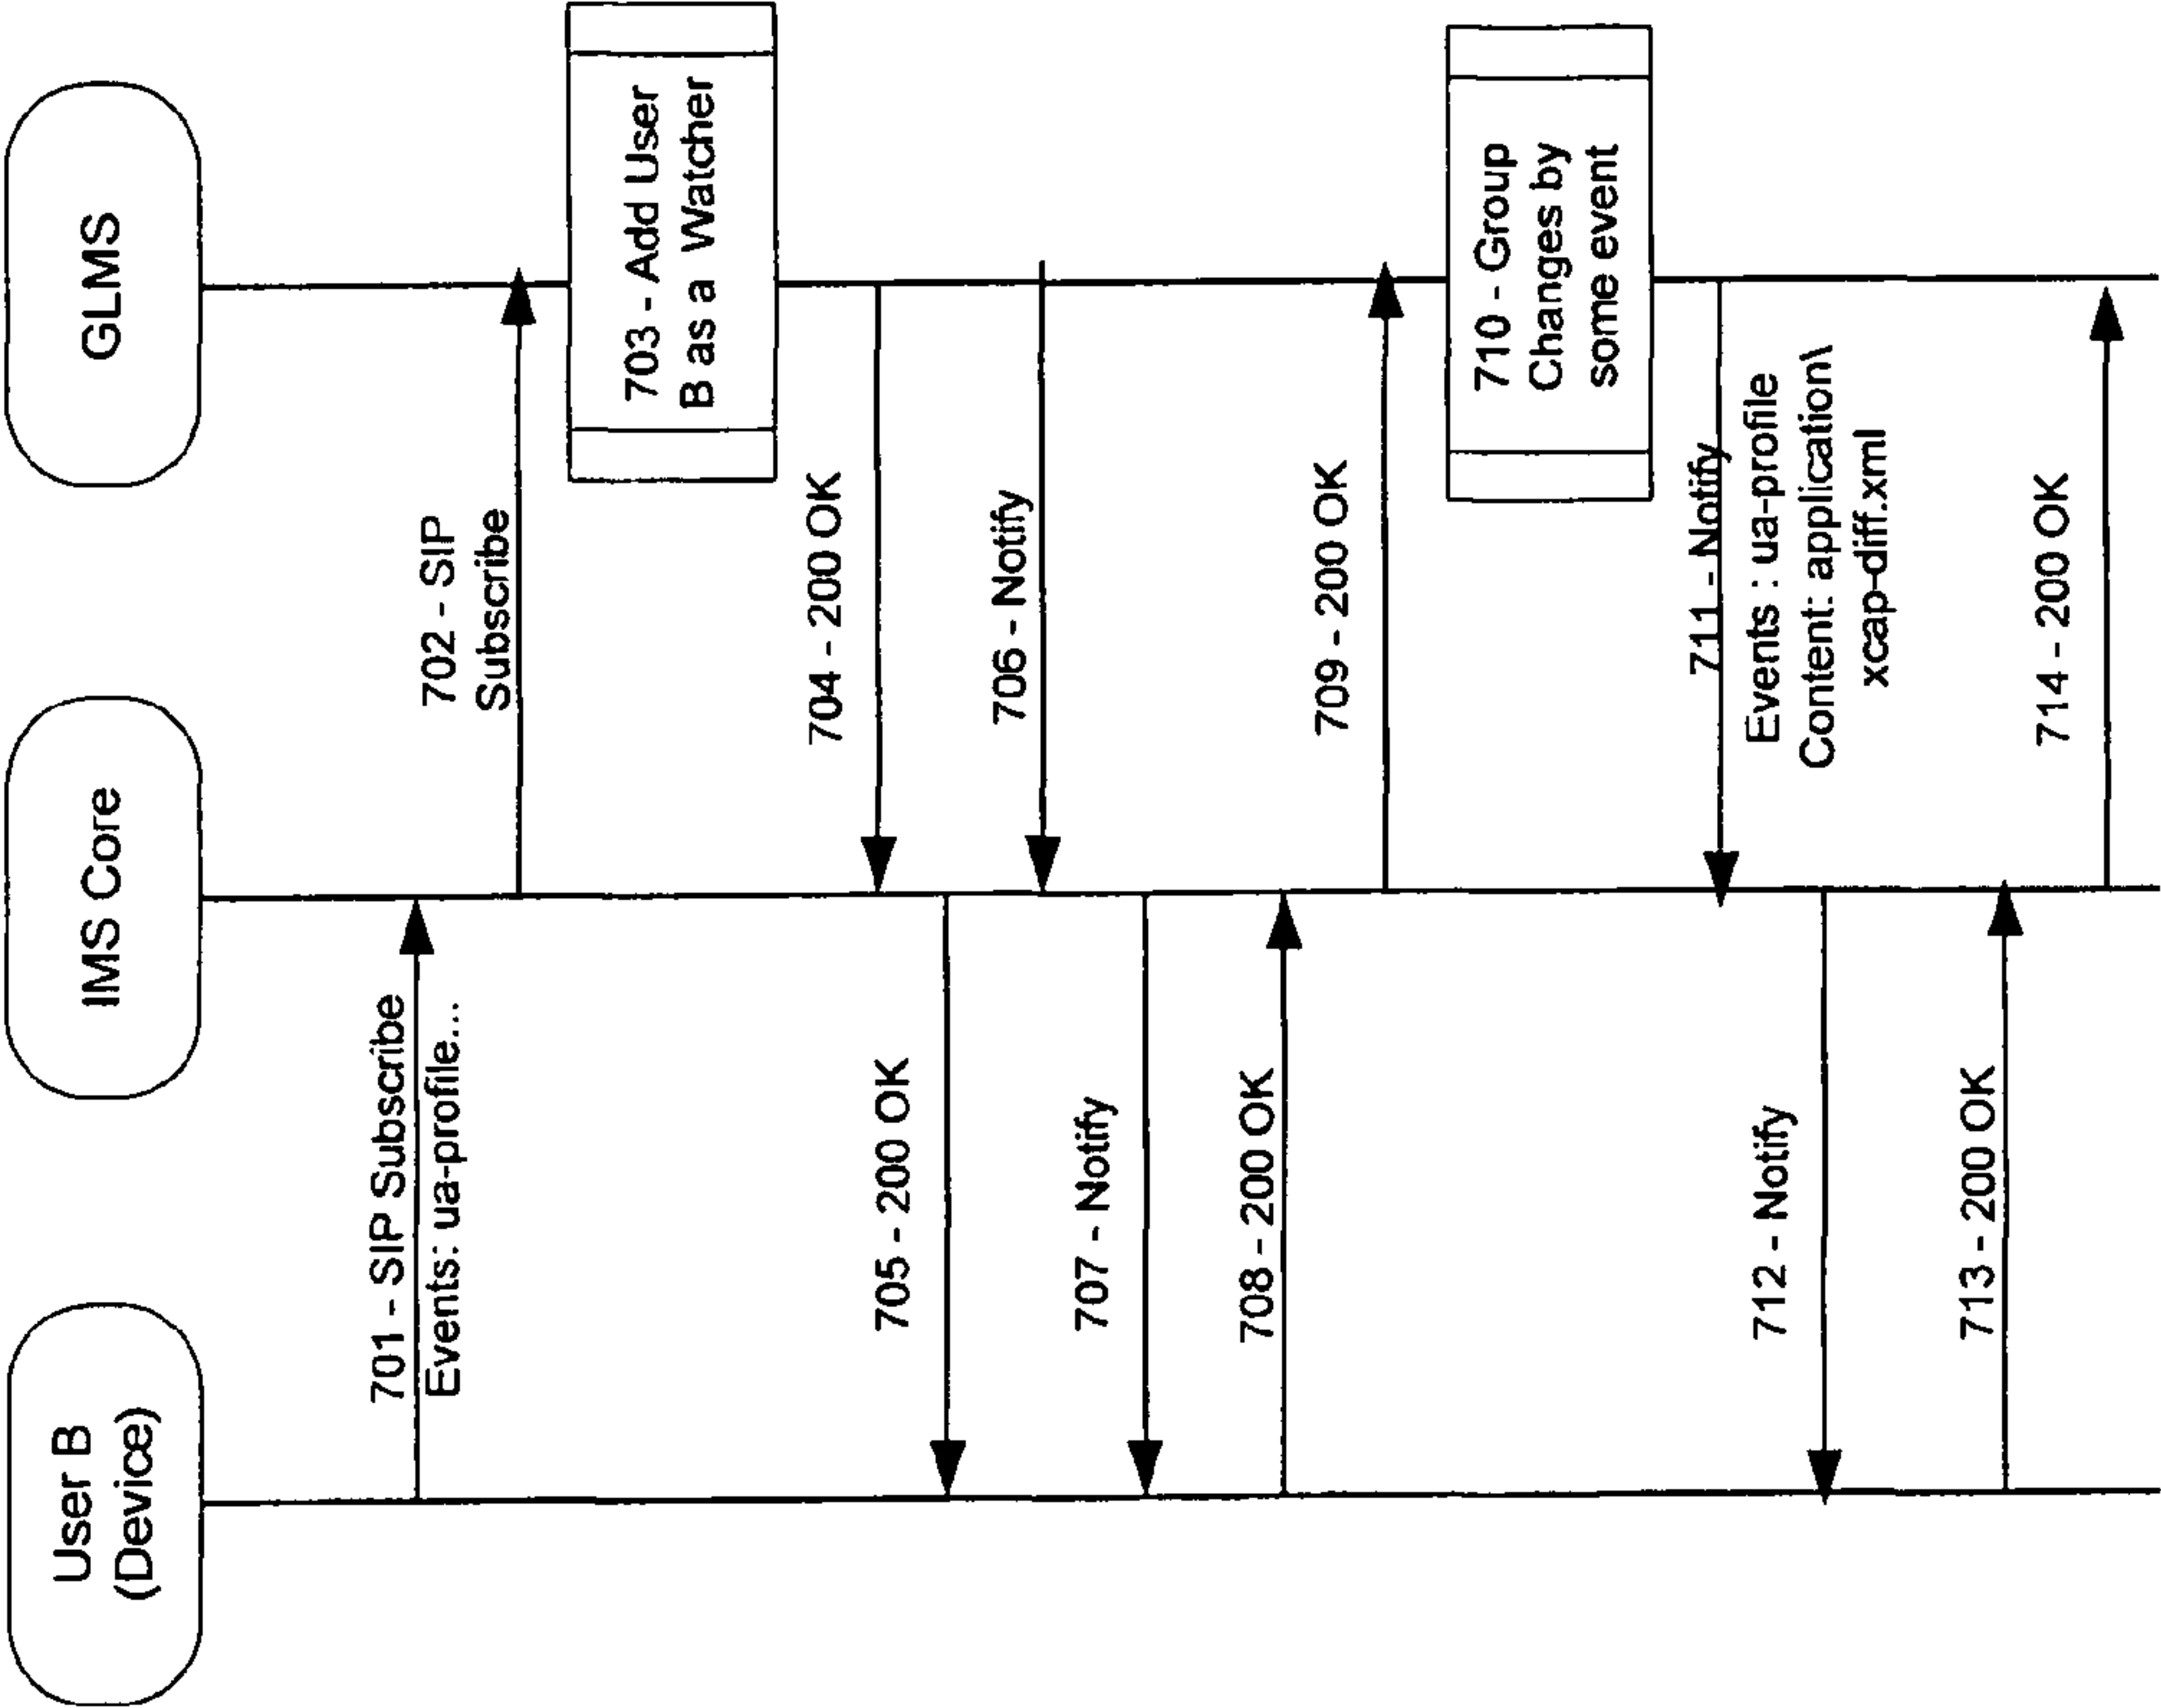 User B
(Device)
IMS Core
GLMS
701 - SIP Subscribe
Events: ua-profile...
702 - SIP
Subscribe
703 - Add User
B as a Watcher
704 - 200 OK
705 - 200 OK
706 - Notify
707 - Notify
708 - 200 OK
709 - 200 OK
710 - Group
Changes by
some event
711 - Notify
Events : ua-profile
Content: application\
xcap-diff.xml
712 - Notify
713 - 200 OK
714 - 200 OK